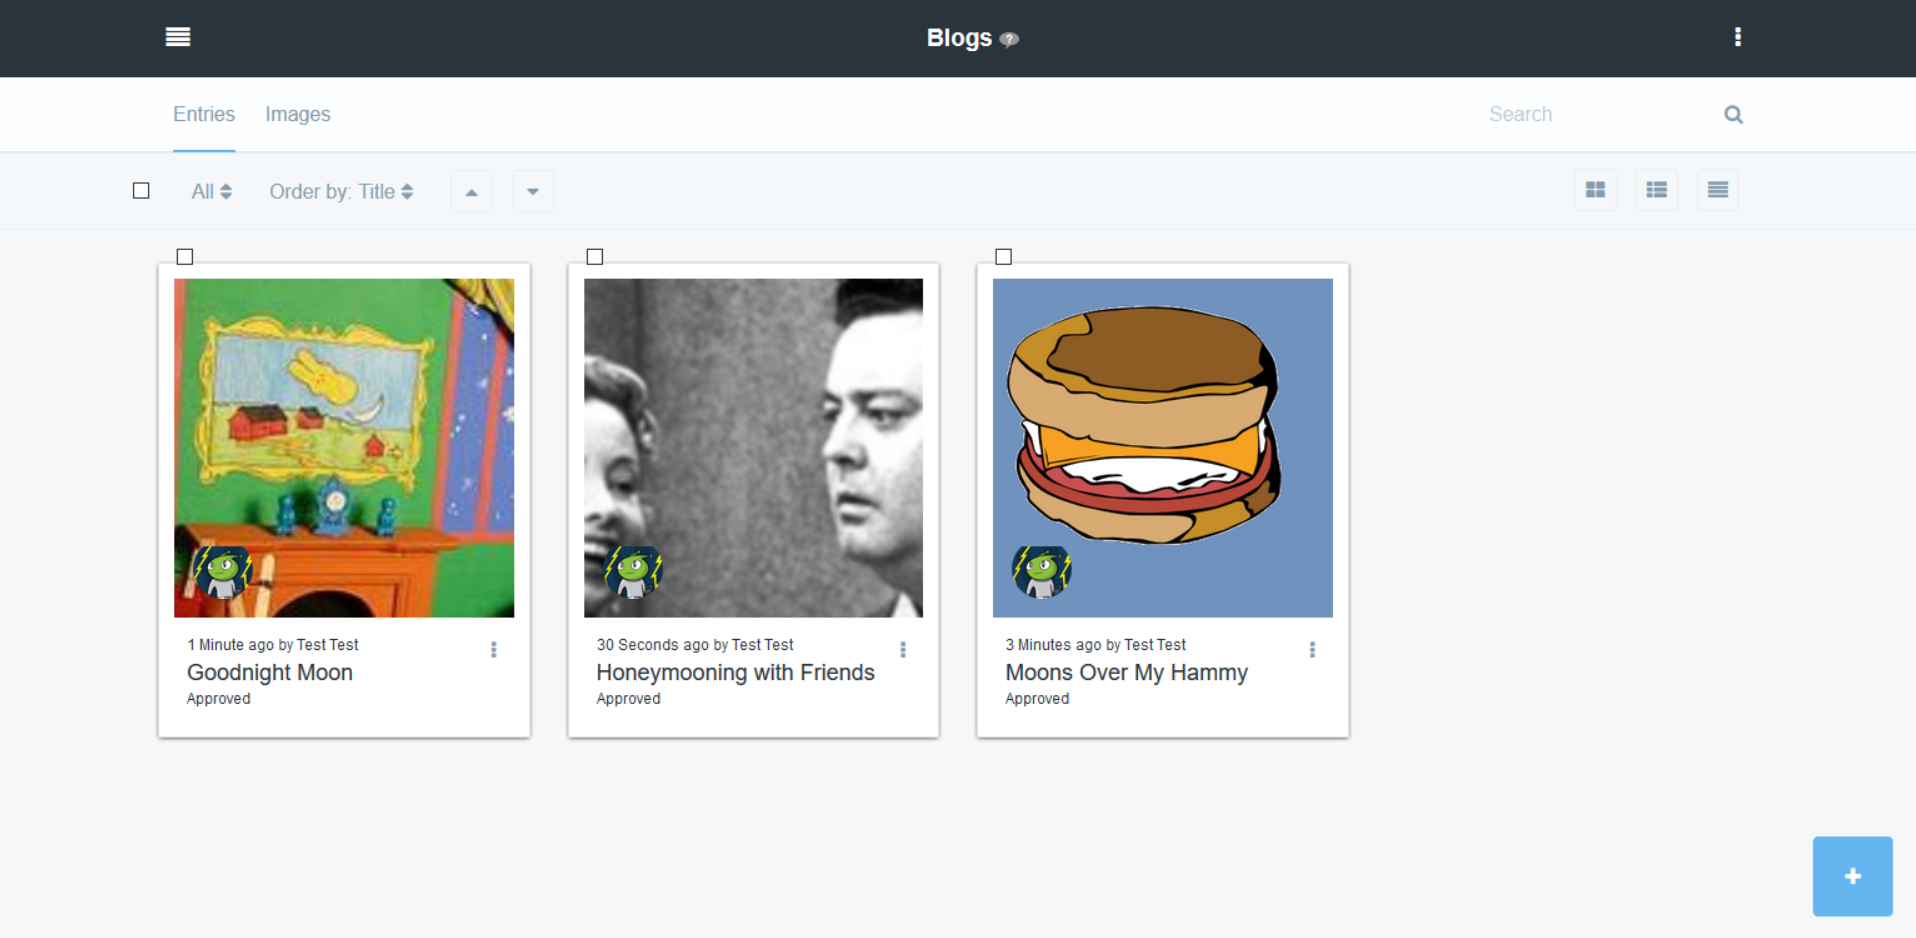 Blogs ?
Entries Images Search
All Order by: Title
1 Minute ago by Test Test
Goodnight Moon
Approved
30 Seconds ago by Test Test
Honeymooning with Friends
Approved
3 Minutes ago by Test Test
Moons Over My Hammy
Approved
+